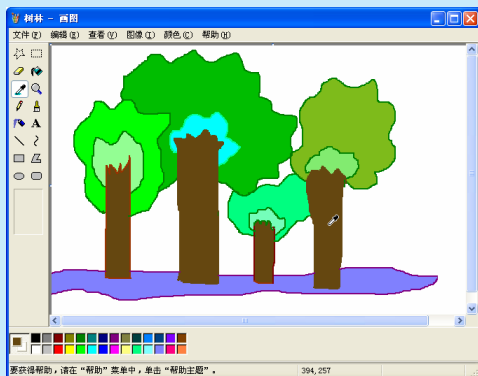 树林 - 画图
文件(F) 编辑(E) 查看(V) 图像(I) 颜色(C) 帮助(H)
A
要获得帮助，请在“帮助”菜单中，单击“帮助主题”。 394,257